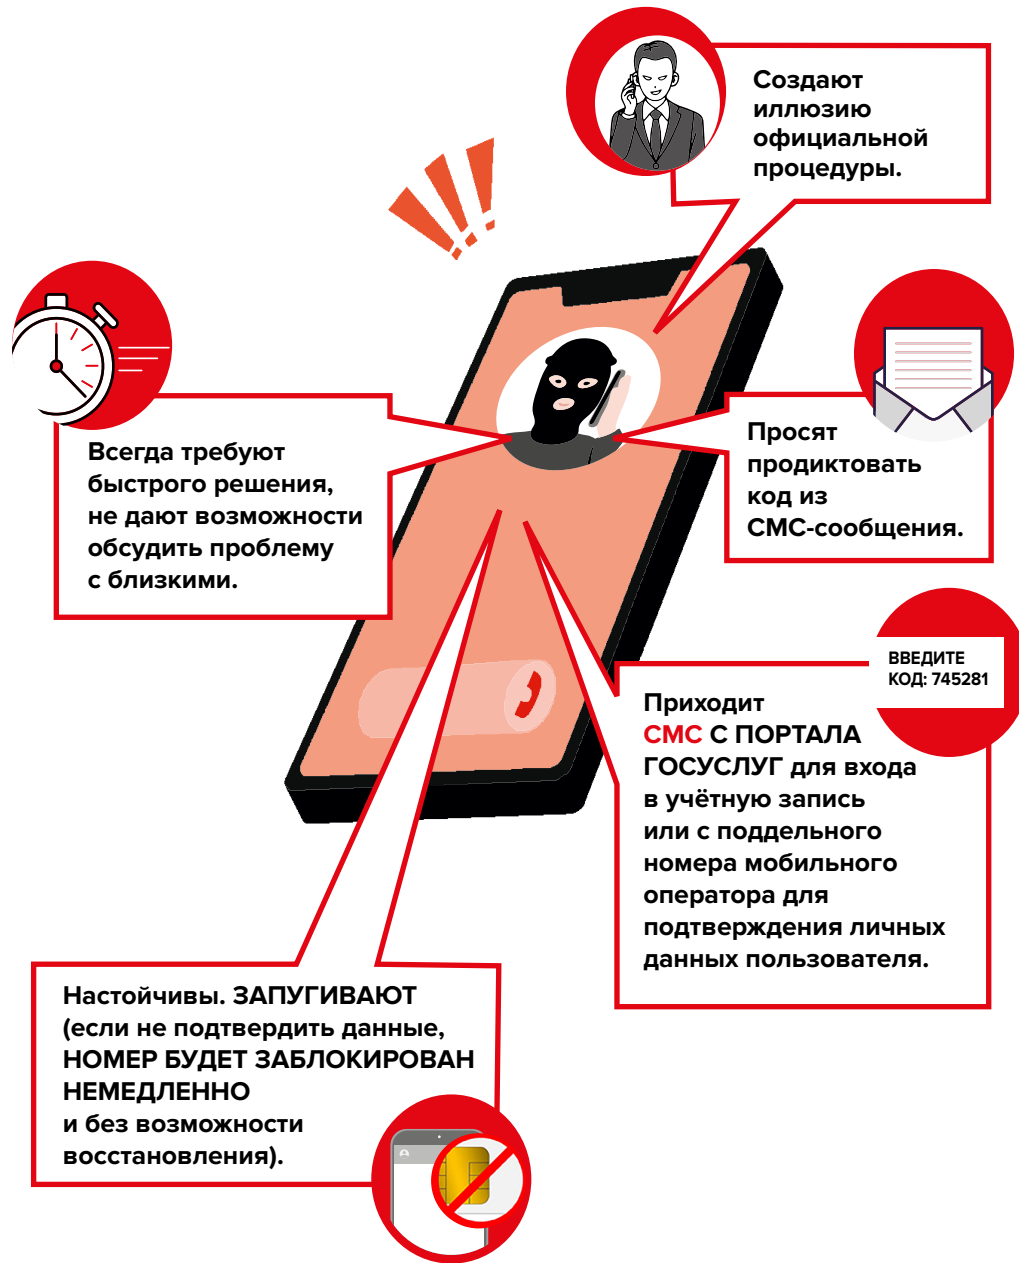 Создают
иллюзию
официальной
процедуры.
Всегда требуют
быстрого решения,
не дают возможности
обсудить проблему
с близкими.
Просят
продиктовать
код из
СМС-сообщения.
ВВЕДИТЕ
КОД: 745281
Приходит
СМС С ПОРТАЛА
ГОСУСЛУГ для входа
в учётную запись
или с поддельного
номера мобильного
оператора для
подтверждения личных
данных пользователя.
Настойчивы. ЗАПУГИВАЮТ
(если не подтвердить данные,
НОМЕР БУДЕТ ЗАБЛОКИРОВАН
НЕМЕДЛЕННО
и без возможности
восстановления).